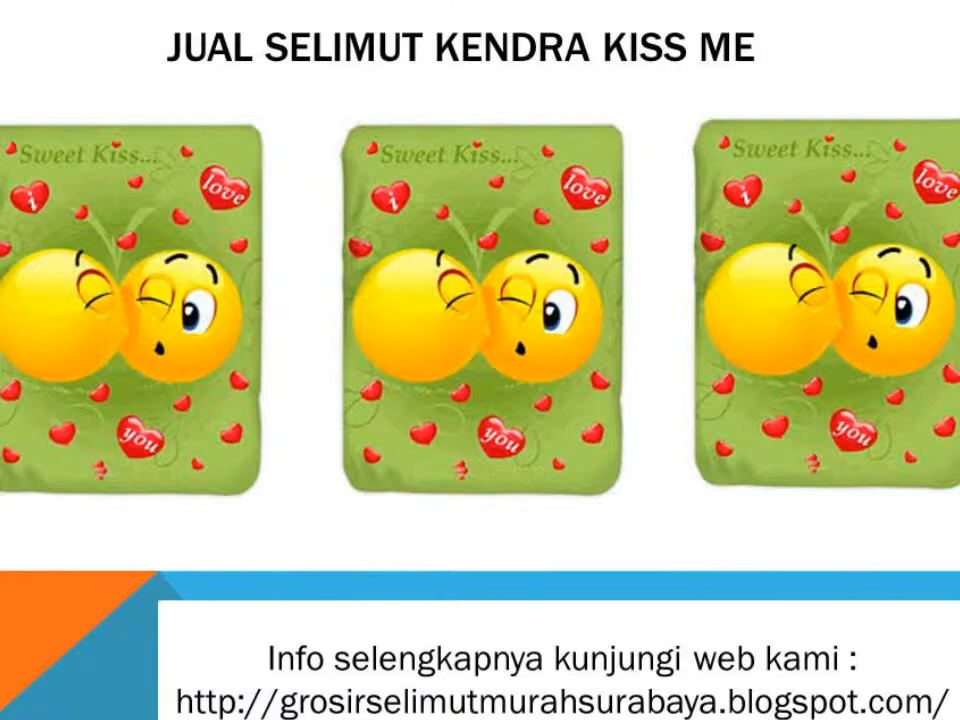 JUAL SELIMUT KENDRA KISS ME
Sweet Kiss...
i
love
you
Sweet Kiss...
i
love
you
Sweet Kiss...
i
love
you
Info selengkapnya kunjungi web kami :
http://grosirselimutmurahsurabaya.blogspot.com/